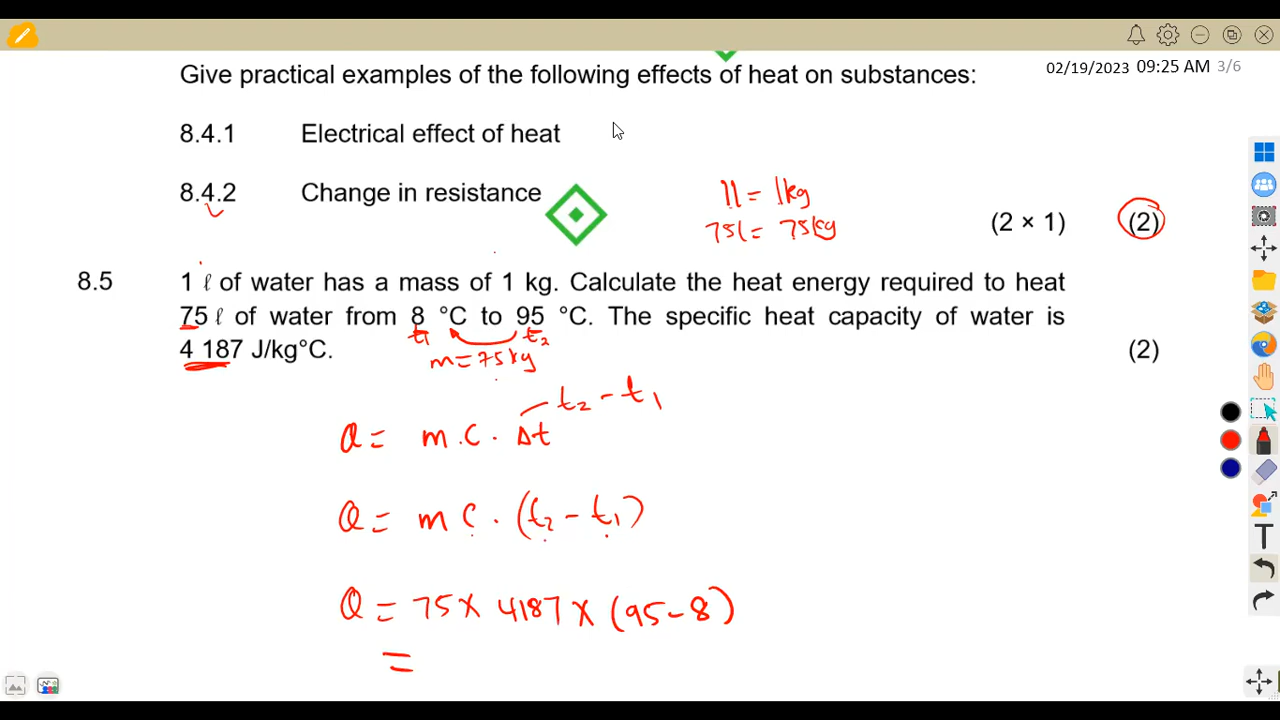 02/19/2023 09:25 AM 3/6
Give practical examples of the following effects of heat on substances:
8.4.1 Electrical effect of heat
8.4.2 Change in resistance
1l = 1kg
75l = 75kg
(2 × 1) (2)
8.5 1 ℓ of water has a mass of 1 kg. Calculate the heat energy required to heat
75 ℓ of water from 8 °C to 95 °C. The specific heat capacity of water is
t1 t2
4 187 J/kg°C. (2)
m = 75kg
t2 - t1
Q = m.c.Δt
Q = mc.(t2 - t1)
Q = 75 x 4187 x (95-8)
=
T